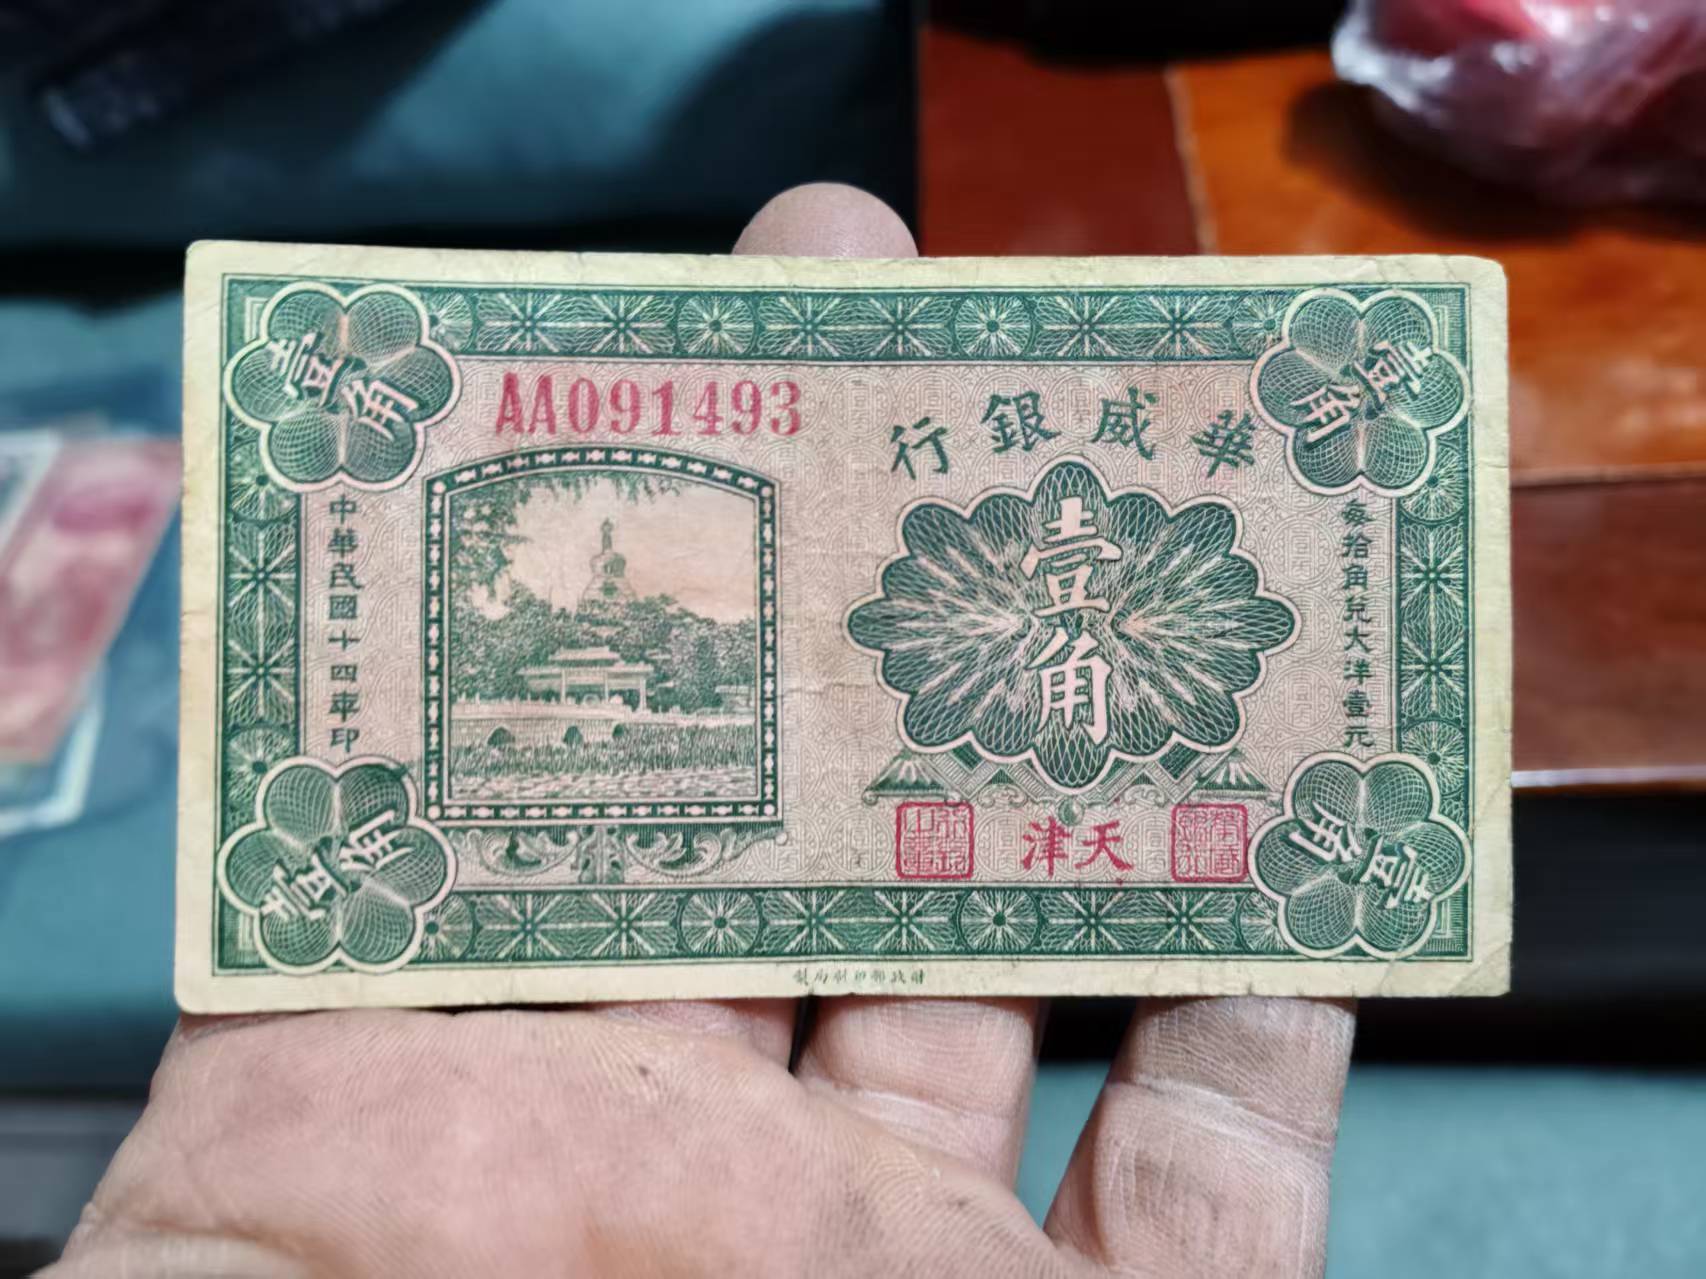 AA091493
華威銀行
壹角
壹角
中華民國十四年印
壹角
每拾角兑大洋壹元
天津
壹角
壹角
財政部印刷局製